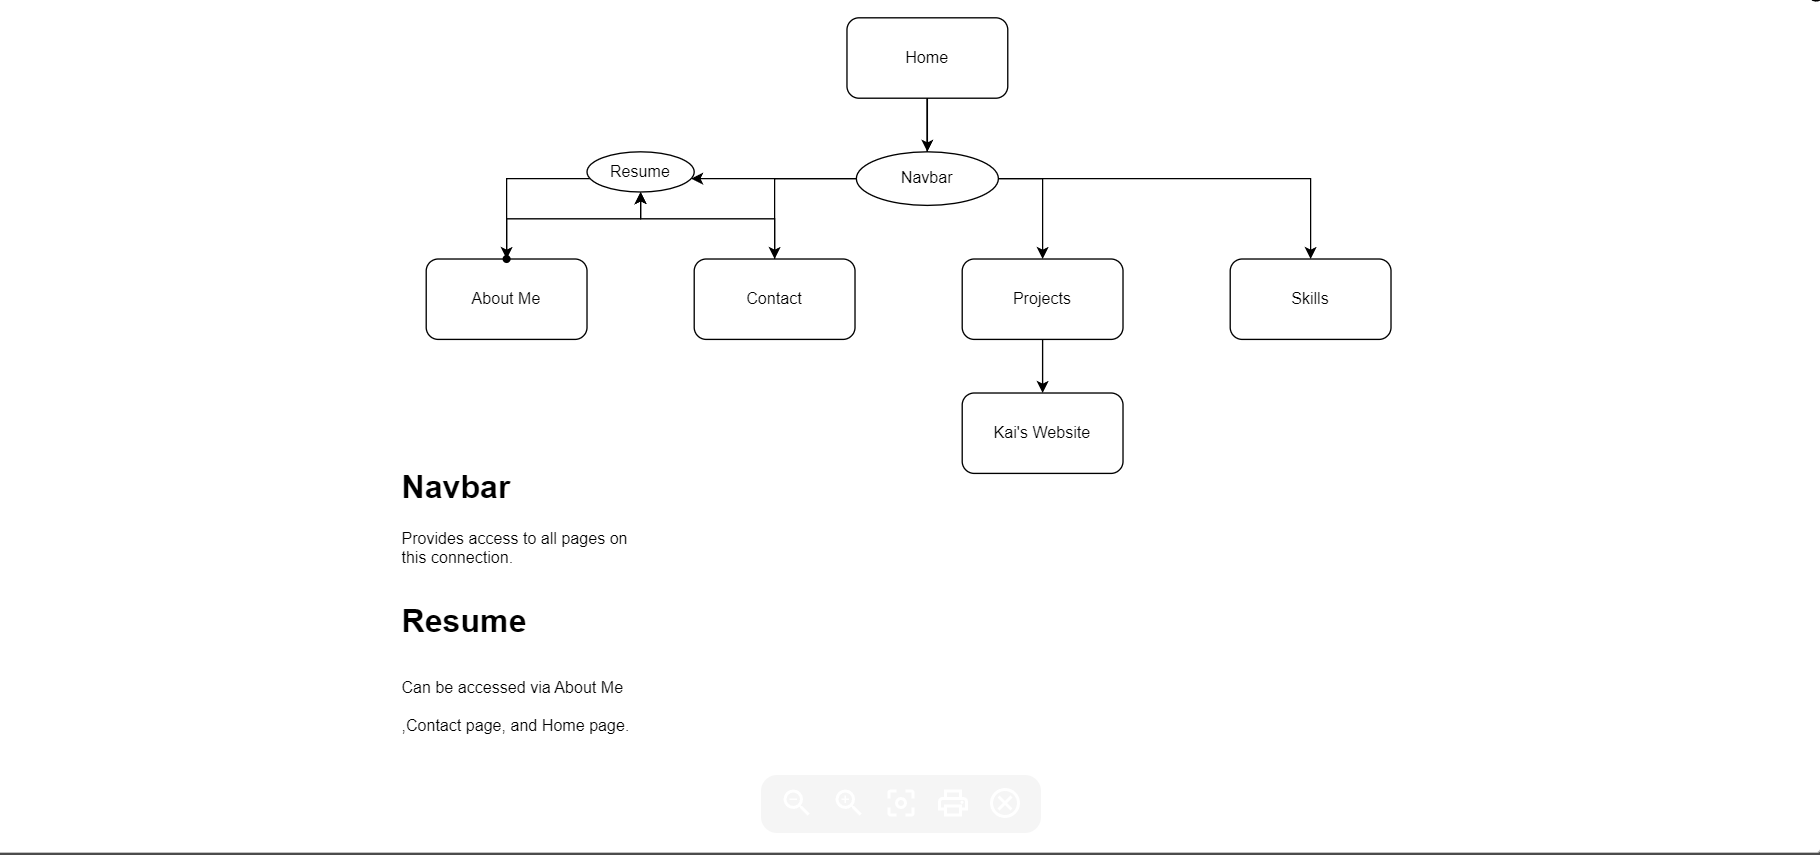 Home
Resume
Navbar
About Me
Contact
Projects
Skills
Kai's Website
Navbar
Provides access to all pages on
this connection.
Resume
Can be accessed via About Me
,Contact page, and Home page.